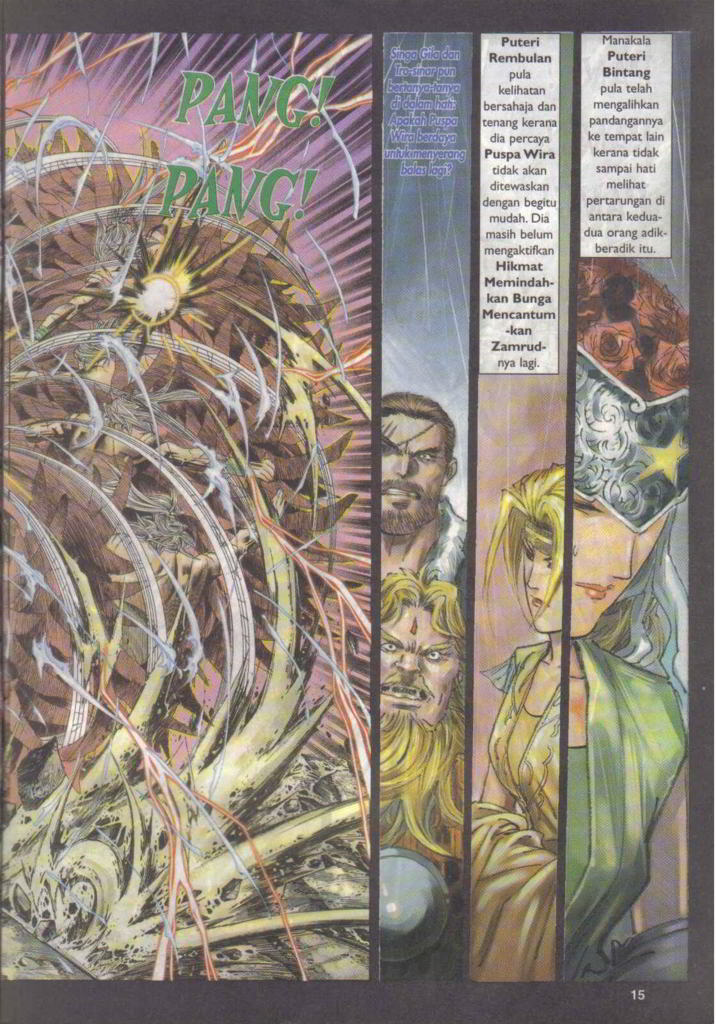 PANG!
PANG!
Singa Gila dan
Tro-sinar pun
bertanya-tanya
di dalam hati:
Apakah Puspa
Wira berdaya
untuk menyerang
balas lagi?
Puteri
Rembulan
pula
kelihatan
bersahaja dan
tenang kerana
dia percaya
Puspa Wira
tidak akan
ditewaskan
dengan begitu
mudah. Dia
masih belum
mengaktifkan
Hikmat
Memindah-
kan Bunga
Mencantum
-kan
Zamrud-
nya lagi.
Manakala
Puteri
Bintang
pula telah
mengalihkan
pandangannya
ke tempat lain
kerana tidak
sampai hati
melihat
pertarungan di
antara kedua-
dua orang adik-
beradik itu.
15